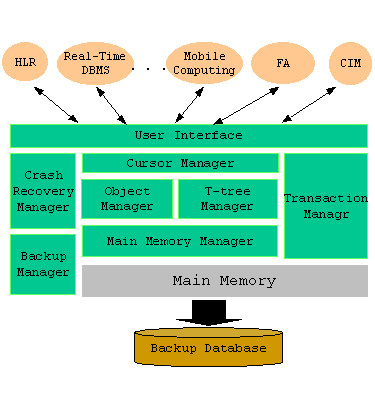 HLR
Real-Time
DBMS
. . .
Mobile
Computing
FA
CIM
User Interface
Crash
Recovery
Manager
Cursor Manager
Object
Manager
T-tree
Manager
Transaction
Managr
Main Memory Manager
Backup
Manager
Main Memory
Backup Database